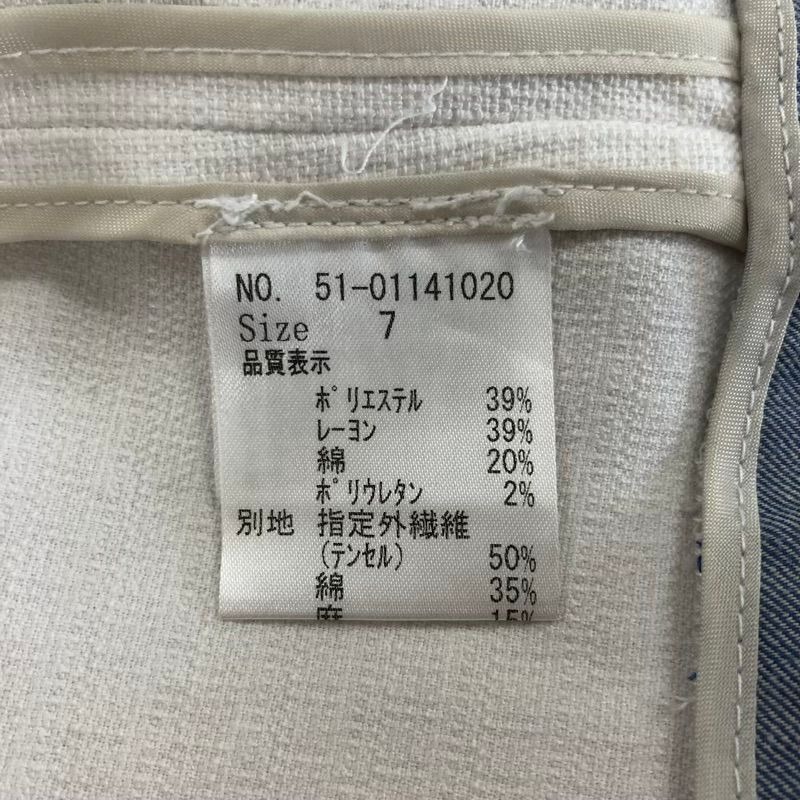 NO. 51-01141020
Size 7
品質表示
ポリエステル 39%
レーヨン 39%
綿 20%
ポリウレタン 2%
別地 指定外繊維
(テンセル) 50%
綿 35%
麻 15%